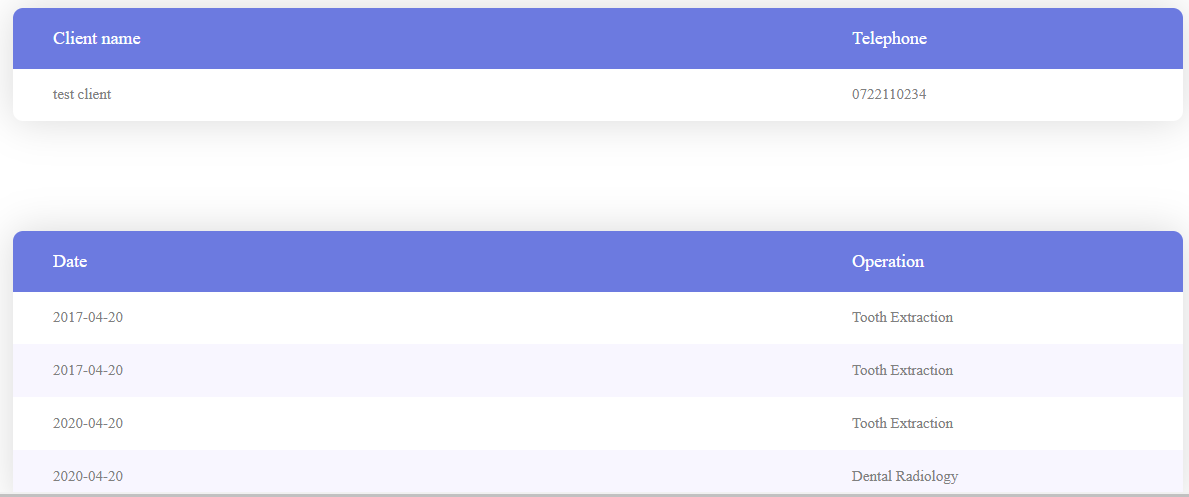 Client name Telephone
test client 0722110234
Date Operation
2017-04-20 Tooth Extraction
2017-04-20 Tooth Extraction
2020-04-20 Tooth Extraction
2020-04-20 Dental Radiology